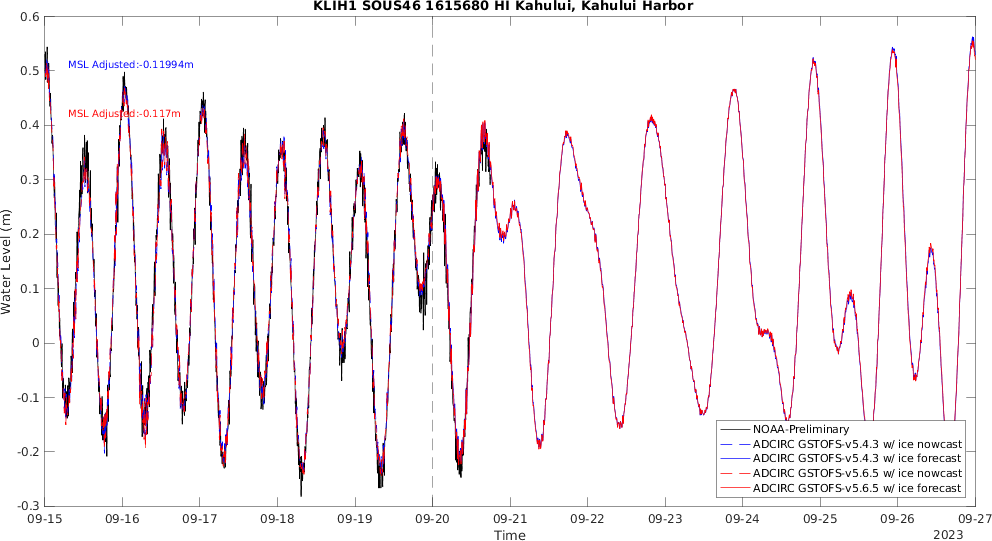 KLIH1 SOUS46 1615680 HI Kahului, Kahului Harbor
0.6
0.5
0.4
0.3
0.2
0.1
0
-0.1
-0.2
-0.3
Water Level (m)
MSL Adjusted:-0.11994m
MSL Adjusted:-0.117m
NOAA-Preliminary
ADCIRC GSTOFS-v5.4.3 w/ ice nowcast
ADCIRC GSTOFS-v5.4.3 w/ ice forecast
ADCIRC GSTOFS-v5.6.5 w/ ice nowcast
ADCIRC GSTOFS-v5.6.5 w/ ice forecast
09-15 09-16 09-17 09-18 09-19 09-20 09-21 09-22 09-23 09-24 09-25 09-26 09-27
Time
2023